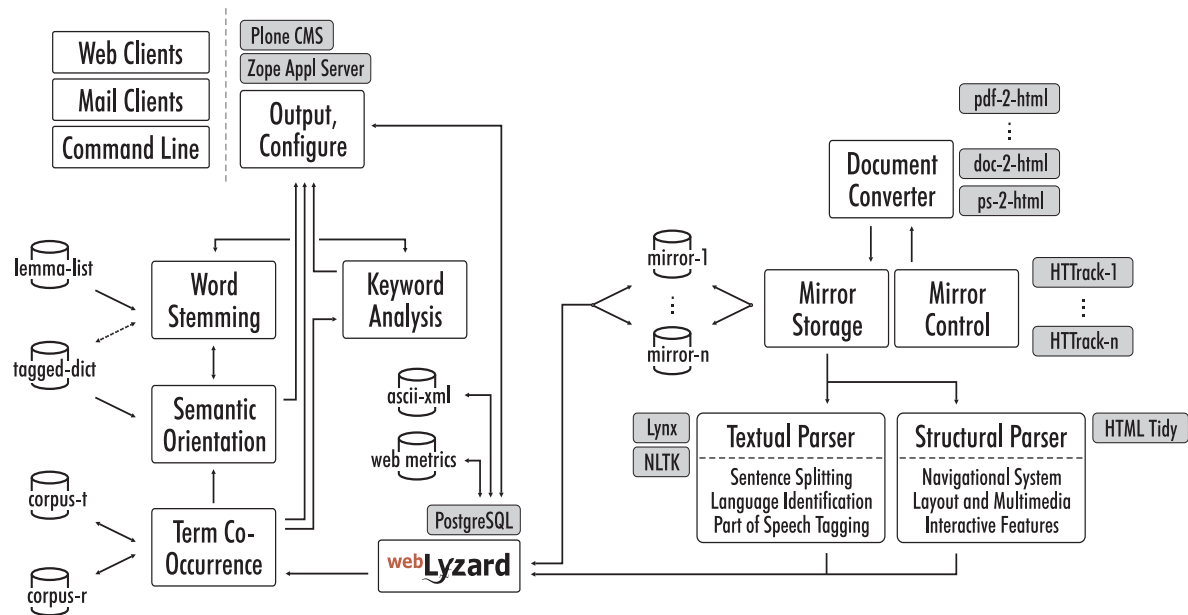 Web Clients
Mail Clients
Command Line
Plone CMS
Zope Appl Server
Output,
Configure
lemma-list
tagged-dict
corpus-t
corpus-r
Word
Stemming
Keyword
Analysis
Semantic
Orientation
Term Co-
Occurrence
ascii-xml
web metrics
PostgreSQL
webLyzard
mirror-1
mirror-n
Document
Converter
pdf-2-html
doc-2-html
ps-2-html
Mirror
Storage
Mirror
Control
HTTrack-1
HTTrack-n
Lynx
NLTK
Textual Parser
Sentence Splitting
Language Identification
Part of Speech Tagging
Structural Parser
Navigational System
Layout and Multimedia
Interactive Features
HTML Tidy